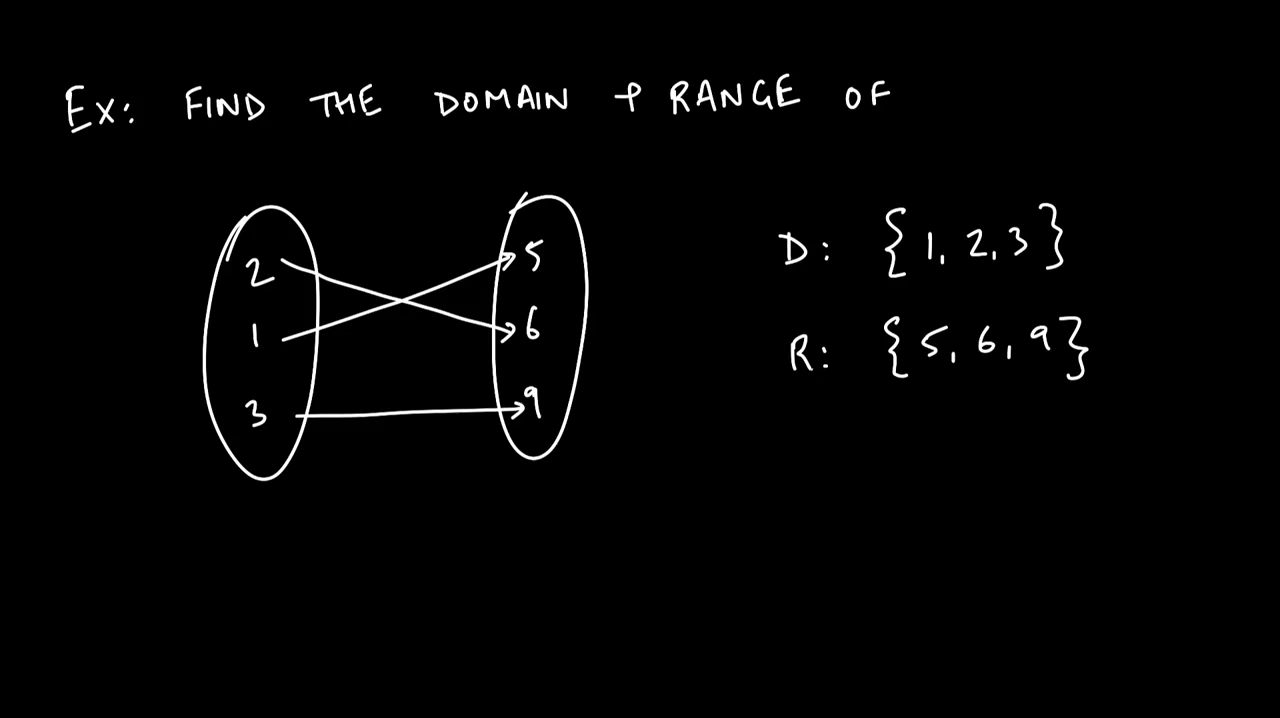 Ex: FIND THE DOMAIN + RANGE OF
2
1
3
5
6
9
D: {1, 2, 3}
R: {5, 6, 9}